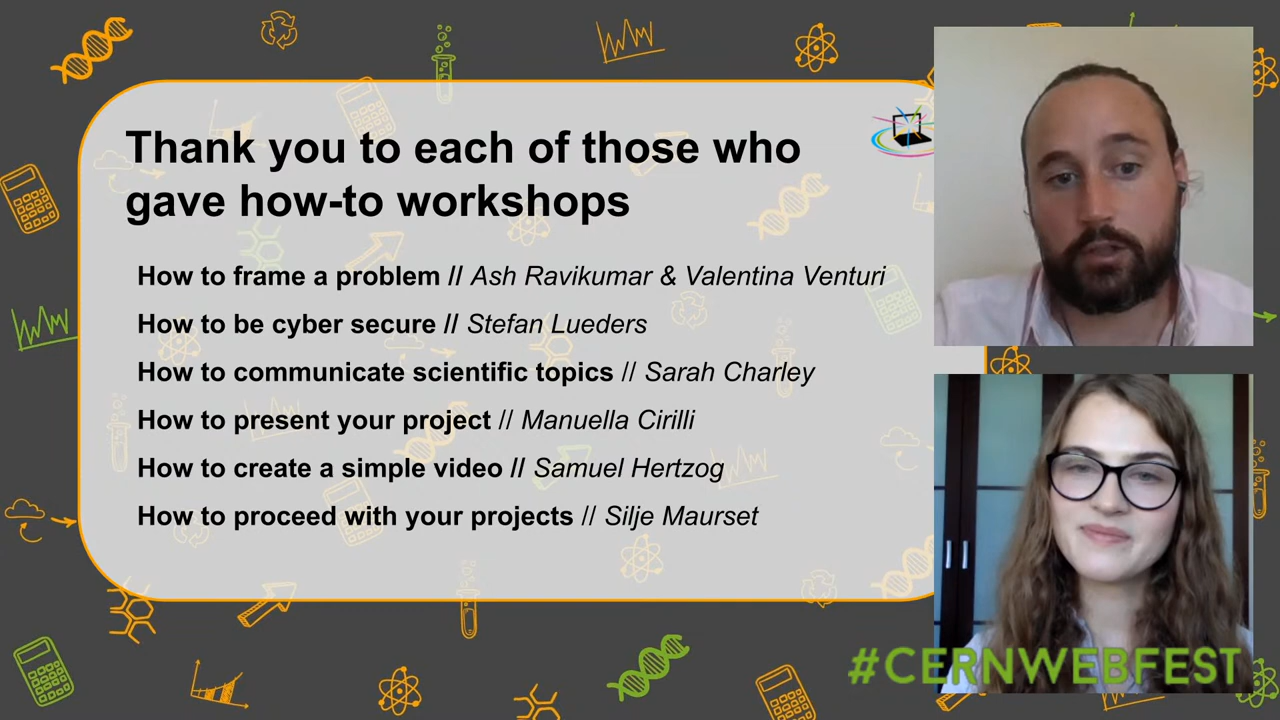 Thank you to each of those who
gave how-to workshops
How to frame a problem // Ash Ravikumar & Valentina Venturi
How to be cyber secure // Stefan Lueders
How to communicate scientific topics // Sarah Charley
How to present your project // Manuella Cirilli
How to create a simple video // Samuel Hertzog
How to proceed with your projects // Silje Maurset
#CERNWEBFEST